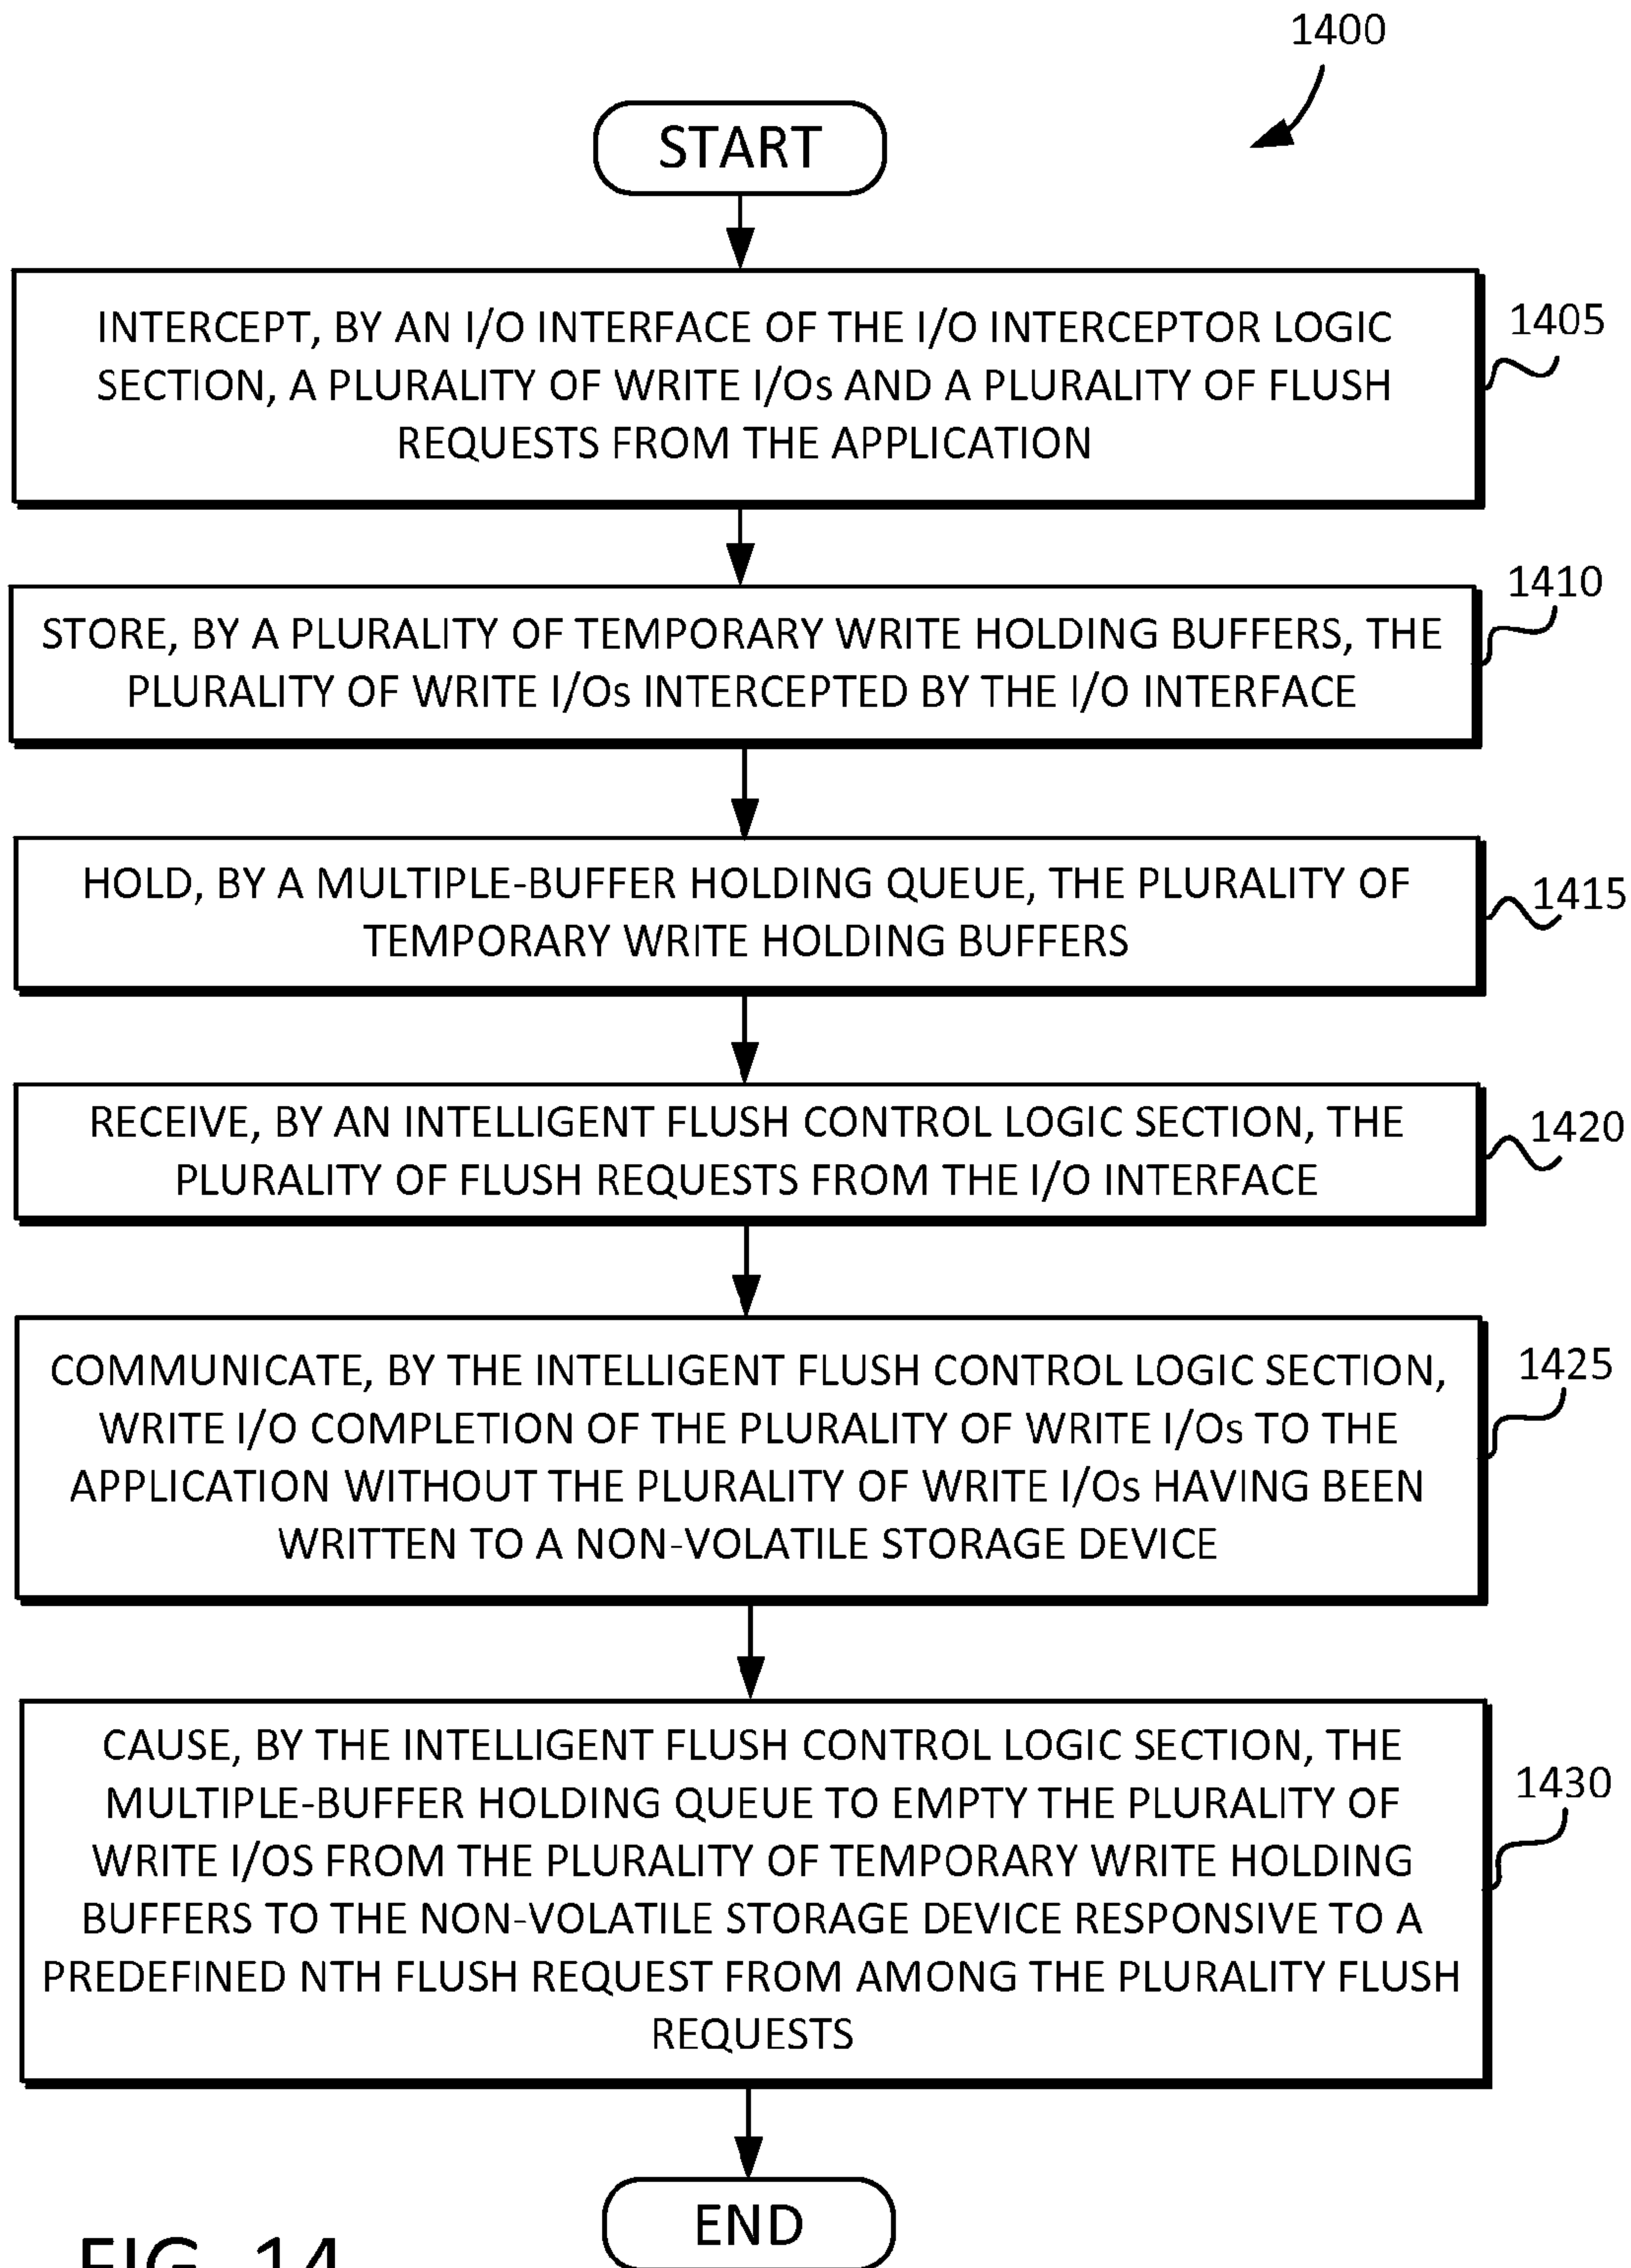 1400
START
INTERCEPT, BY AN I/O INTERFACE OF THE I/O INTERCEPTOR LOGIC
SECTION, A PLURALITY OF WRITE I/Os AND A PLURALITY OF FLUSH
REQUESTS FROM THE APPLICATION
1405
STORE, BY A PLURALITY OF TEMPORARY WRITE HOLDING BUFFERS, THE
PLURALITY OF WRITE I/Os INTERCEPTED BY THE I/O INTERFACE
1410
HOLD, BY A MULTIPLE-BUFFER HOLDING QUEUE, THE PLURALITY OF
TEMPORARY WRITE HOLDING BUFFERS
1415
RECEIVE, BY AN INTELLIGENT FLUSH CONTROL LOGIC SECTION, THE
PLURALITY OF FLUSH REQUESTS FROM THE I/O INTERFACE
1420
COMMUNICATE, BY THE INTELLIGENT FLUSH CONTROL LOGIC SECTION,
WRITE I/O COMPLETION OF THE PLURALITY OF WRITE I/Os TO THE
APPLICATION WITHOUT THE PLURALITY OF WRITE I/Os HAVING BEEN
WRITTEN TO A NON-VOLATILE STORAGE DEVICE
1425
CAUSE, BY THE INTELLIGENT FLUSH CONTROL LOGIC SECTION, THE
MULTIPLE-BUFFER HOLDING QUEUE TO EMPTY THE PLURALITY OF
WRITE I/OS FROM THE PLURALITY OF TEMPORARY WRITE HOLDING
BUFFERS TO THE NON-VOLATILE STORAGE DEVICE RESPONSIVE TO A
PREDEFINED NTH FLUSH REQUEST FROM AMONG THE PLURALITY FLUSH
REQUESTS
1430
END
FIG. 14